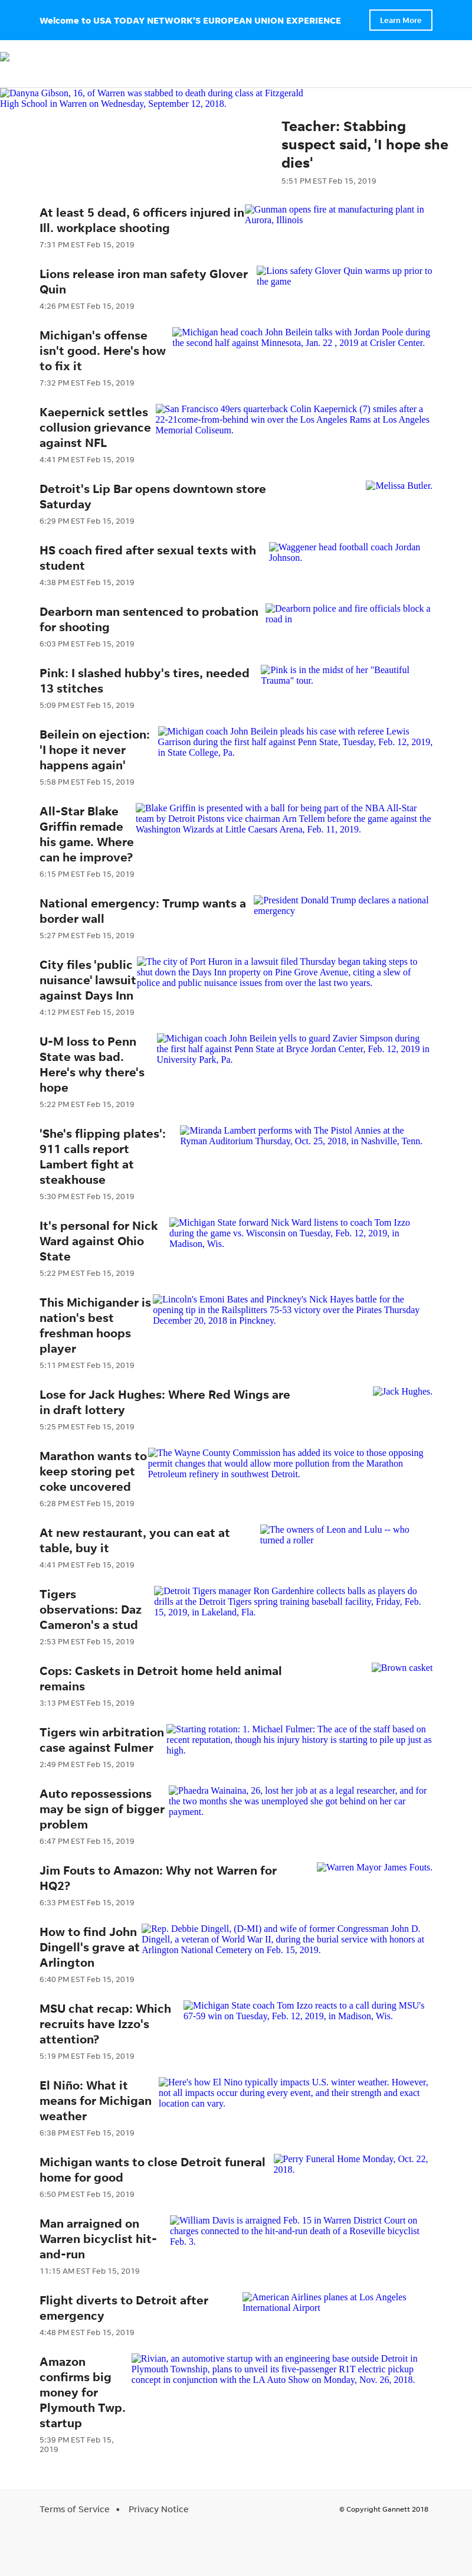 Welcome to USA TODAY NETWORK'S EUROPEAN UNION EXPERIENCE
Learn More
Danyna Gibson, 16, of Warren was stabbed to death during class at Fitzgerald
High School in Warren on Wednesday, September 12, 2018.
Teacher: Stabbing
suspect said, 'I hope she
dies'
5:51 PM EST Feb 15, 2019
At least 5 dead, 6 officers injured in
Ill. workplace shooting
7:31 PM EST Feb 15, 2019
Gunman opens fire at manufacturing plant in
Aurora, Illinois
Lions release iron man safety Glover
Quin
4:26 PM EST Feb 15, 2019
Lions safety Glover Quin warms up prior to
the game
Michigan's offense
isn't good. Here's how
to fix it
7:32 PM EST Feb 15, 2019
Michigan head coach John Beilein talks with Jordan Poole during
the second half against Minnesota, Jan. 22 , 2019 at Crisler Center.
Kaepernick settles
collusion grievance
against NFL
4:41 PM EST Feb 15, 2019
San Francisco 49ers quarterback Colin Kaepernick (7) smiles after a
22-21come-from-behind win over the Los Angeles Rams at Los Angeles
Memorial Coliseum.
Detroit's Lip Bar opens downtown store
Saturday
6:29 PM EST Feb 15, 2019
Melissa Butler.
HS coach fired after sexual texts with
student
4:38 PM EST Feb 15, 2019
Waggener head football coach Jordan
Johnson.
Dearborn man sentenced to probation
for shooting
6:03 PM EST Feb 15, 2019
Dearborn police and fire officials block a
road in
Pink: I slashed hubby's tires, needed
13 stitches
5:09 PM EST Feb 15, 2019
Pink is in the midst of her "Beautiful
Trauma" tour.
Beilein on ejection:
'I hope it never
happens again'
5:58 PM EST Feb 15, 2019
Michigan coach John Beilein pleads his case with referee Lewis
Garrison during the first half against Penn State, Tuesday, Feb. 12, 2019,
in State College, Pa.
All-Star Blake
Griffin remade
his game. Where
can he improve?
6:15 PM EST Feb 15, 2019
Blake Griffin is presented with a ball for being part of the NBA All-Star
team by Detroit Pistons vice chairman Arn Tellem before the game against the
Washington Wizards at Little Caesars Arena, Feb. 11, 2019.
National emergency: Trump wants a
border wall
5:27 PM EST Feb 15, 2019
President Donald Trump declares a national
emergency
City files 'public
nuisance' lawsuit
against Days Inn
4:12 PM EST Feb 15, 2019
The city of Port Huron in a lawsuit filed Thursday began taking steps to
shut down the Days Inn property on Pine Grove Avenue, citing a slew of
police and public nuisance issues from over the last two years.
U-M loss to Penn
State was bad.
Here's why there's
hope
5:22 PM EST Feb 15, 2019
Michigan coach John Beilein yells to guard Zavier Simpson during
the first half against Penn State at Bryce Jordan Center, Feb. 12, 2019 in
University Park, Pa.
'She's flipping plates':
911 calls report
Lambert fight at
steakhouse
5:30 PM EST Feb 15, 2019
Miranda Lambert performs with The Pistol Annies at the
Ryman Auditorium Thursday, Oct. 25, 2018, in Nashville, Tenn.
It's personal for Nick
Ward against Ohio
State
5:22 PM EST Feb 15, 2019
Michigan State forward Nick Ward listens to coach Tom Izzo
during the game vs. Wisconsin on Tuesday, Feb. 12, 2019, in
Madison, Wis.
This Michigander is
nation's best
freshman hoops
player
5:11 PM EST Feb 15, 2019
Lincoln's Emoni Bates and Pinckney's Nick Hayes battle for the
opening tip in the Railsplitters 75-53 victory over the Pirates Thursday
December 20, 2018 in Pinckney.
Lose for Jack Hughes: Where Red Wings are
in draft lottery
5:25 PM EST Feb 15, 2019
Jack Hughes.
Marathon wants to
keep storing pet
coke uncovered
6:28 PM EST Feb 15, 2019
The Wayne County Commission has added its voice to those opposing
permit changes that would allow more pollution from the Marathon
Petroleum refinery in southwest Detroit.
At new restaurant, you can eat at
table, buy it
4:41 PM EST Feb 15, 2019
The owners of Leon and Lulu -- who
turned a roller
Tigers
observations: Daz
Cameron's a stud
2:53 PM EST Feb 15, 2019
Detroit Tigers manager Ron Gardenhire collects balls as players do
drills at the Detroit Tigers spring training baseball facility, Friday, Feb.
15, 2019, in Lakeland, Fla.
Cops: Caskets in Detroit home held animal
remains
3:13 PM EST Feb 15, 2019
Brown casket
Tigers win arbitration
case against Fulmer
2:49 PM EST Feb 15, 2019
Starting rotation: 1. Michael Fulmer: The ace of the staff based on
recent reputation, though his injury history is starting to pile up just as
high.
Auto repossessions
may be sign of bigger
problem
6:47 PM EST Feb 15, 2019
Phaedra Wainaina, 26, lost her job at as a legal researcher, and for
the two months she was unemployed she got behind on her car
payment.
Jim Fouts to Amazon: Why not Warren for
HQ2?
6:33 PM EST Feb 15, 2019
Warren Mayor James Fouts.
How to find John
Dingell's grave at
Arlington
6:40 PM EST Feb 15, 2019
Rep. Debbie Dingell, (D-MI) and wife of former Congressman John D.
Dingell, a veteran of World War II, during the burial service with honors at
Arlington National Cemetery on Feb. 15, 2019.
MSU chat recap: Which
recruits have Izzo's
attention?
5:19 PM EST Feb 15, 2019
Michigan State coach Tom Izzo reacts to a call during MSU's
67-59 win on Tuesday, Feb. 12, 2019, in Madison, Wis.
El Niño: What it
means for Michigan
weather
6:38 PM EST Feb 15, 2019
Here's how El Nino typically impacts U.S. winter weather. However,
not all impacts occur during every event, and their strength and exact
location can vary.
Michigan wants to close Detroit funeral
home for good
6:50 PM EST Feb 15, 2019
Perry Funeral Home Monday, Oct. 22,
2018.
Man arraigned on
Warren bicyclist hit-
and-run
11:15 AM EST Feb 15, 2019
William Davis is arraigned Feb. 15 in Warren District Court on
charges connected to the hit-and-run death of a Roseville bicyclist
Feb. 3.
Flight diverts to Detroit after
emergency
4:48 PM EST Feb 15, 2019
American Airlines planes at Los Angeles
International Airport
Amazon
confirms big
money for
Plymouth Twp.
startup
5:39 PM EST Feb 15,
2019
Rivian, an automotive startup with an engineering base outside Detroit in
Plymouth Township, plans to unveil its five-passenger R1T electric pickup
concept in conjunction with the LA Auto Show on Monday, Nov. 26, 2018.
Terms of Service • Privacy Notice
© Copyright Gannett 2018